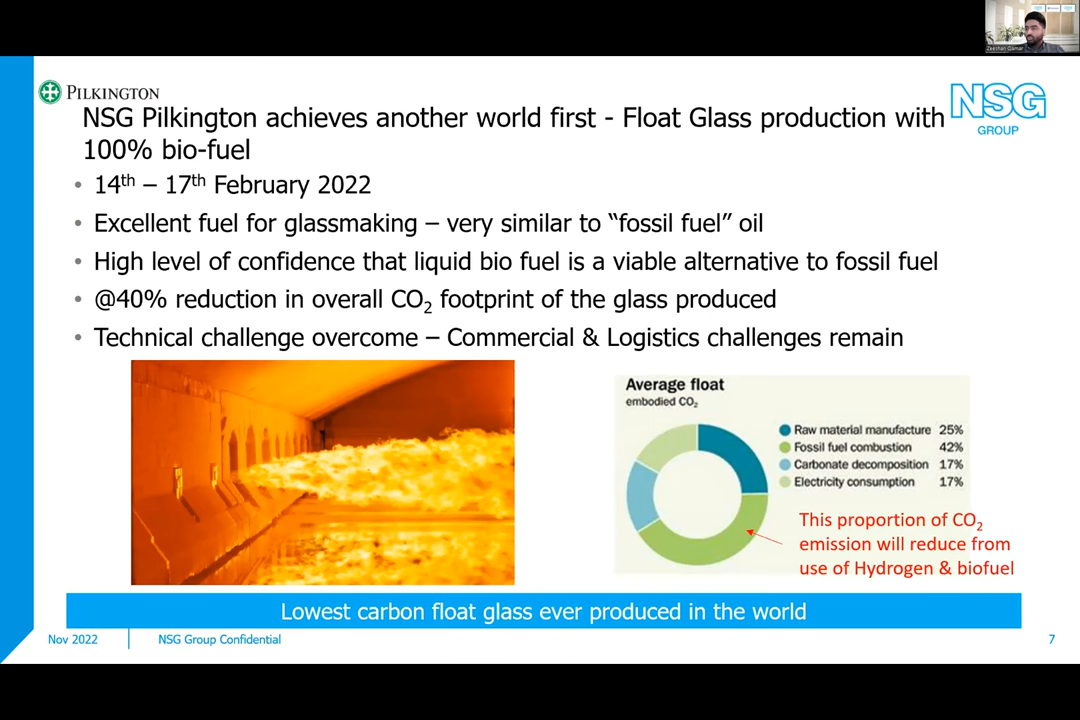 Zeeshan Qamar
PILKINGTON
NSG
GROUP
NSG Pilkington achieves another world first - Float Glass production with
100% bio-fuel
• 14th – 17th February 2022
• Excellent fuel for glassmaking – very similar to “fossil fuel” oil
• High level of confidence that liquid bio fuel is a viable alternative to fossil fuel
• @40% reduction in overall CO2 footprint of the glass produced
• Technical challenge overcome – Commercial & Logistics challenges remain
Average float
embodied CO2
Raw material manufacture 25%
Fossil fuel combustion 42%
Carbonate decomposition 17%
Electricity consumption 17%
This proportion of CO2
emission will reduce from
use of Hydrogen & biofuel
Lowest carbon float glass ever produced in the world
Nov 2022
NSG Group Confidential
7